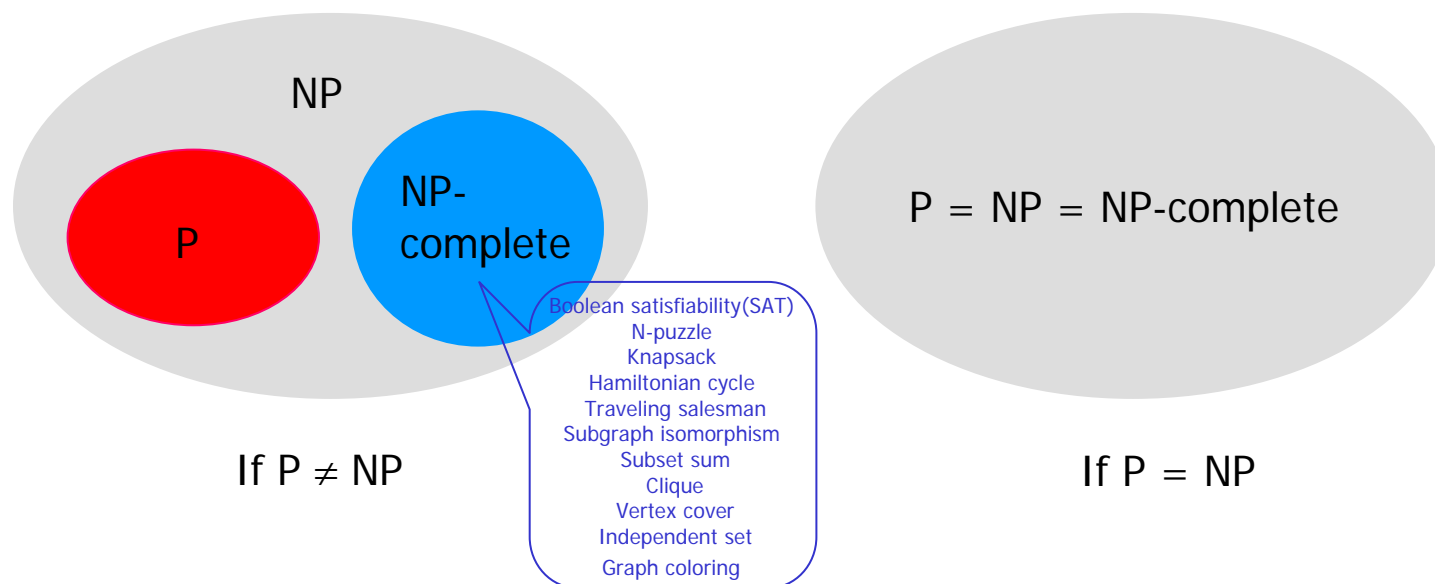 NP
P
NP-
complete
Boolean satisfiability(SAT)
N-puzzle
Knapsack
Hamiltonian cycle
Traveling salesman
Subgraph isomorphism
Subset sum
Clique
Vertex cover
Independent set
Graph coloring
If P ≠ NP
P = NP = NP-complete
If P = NP